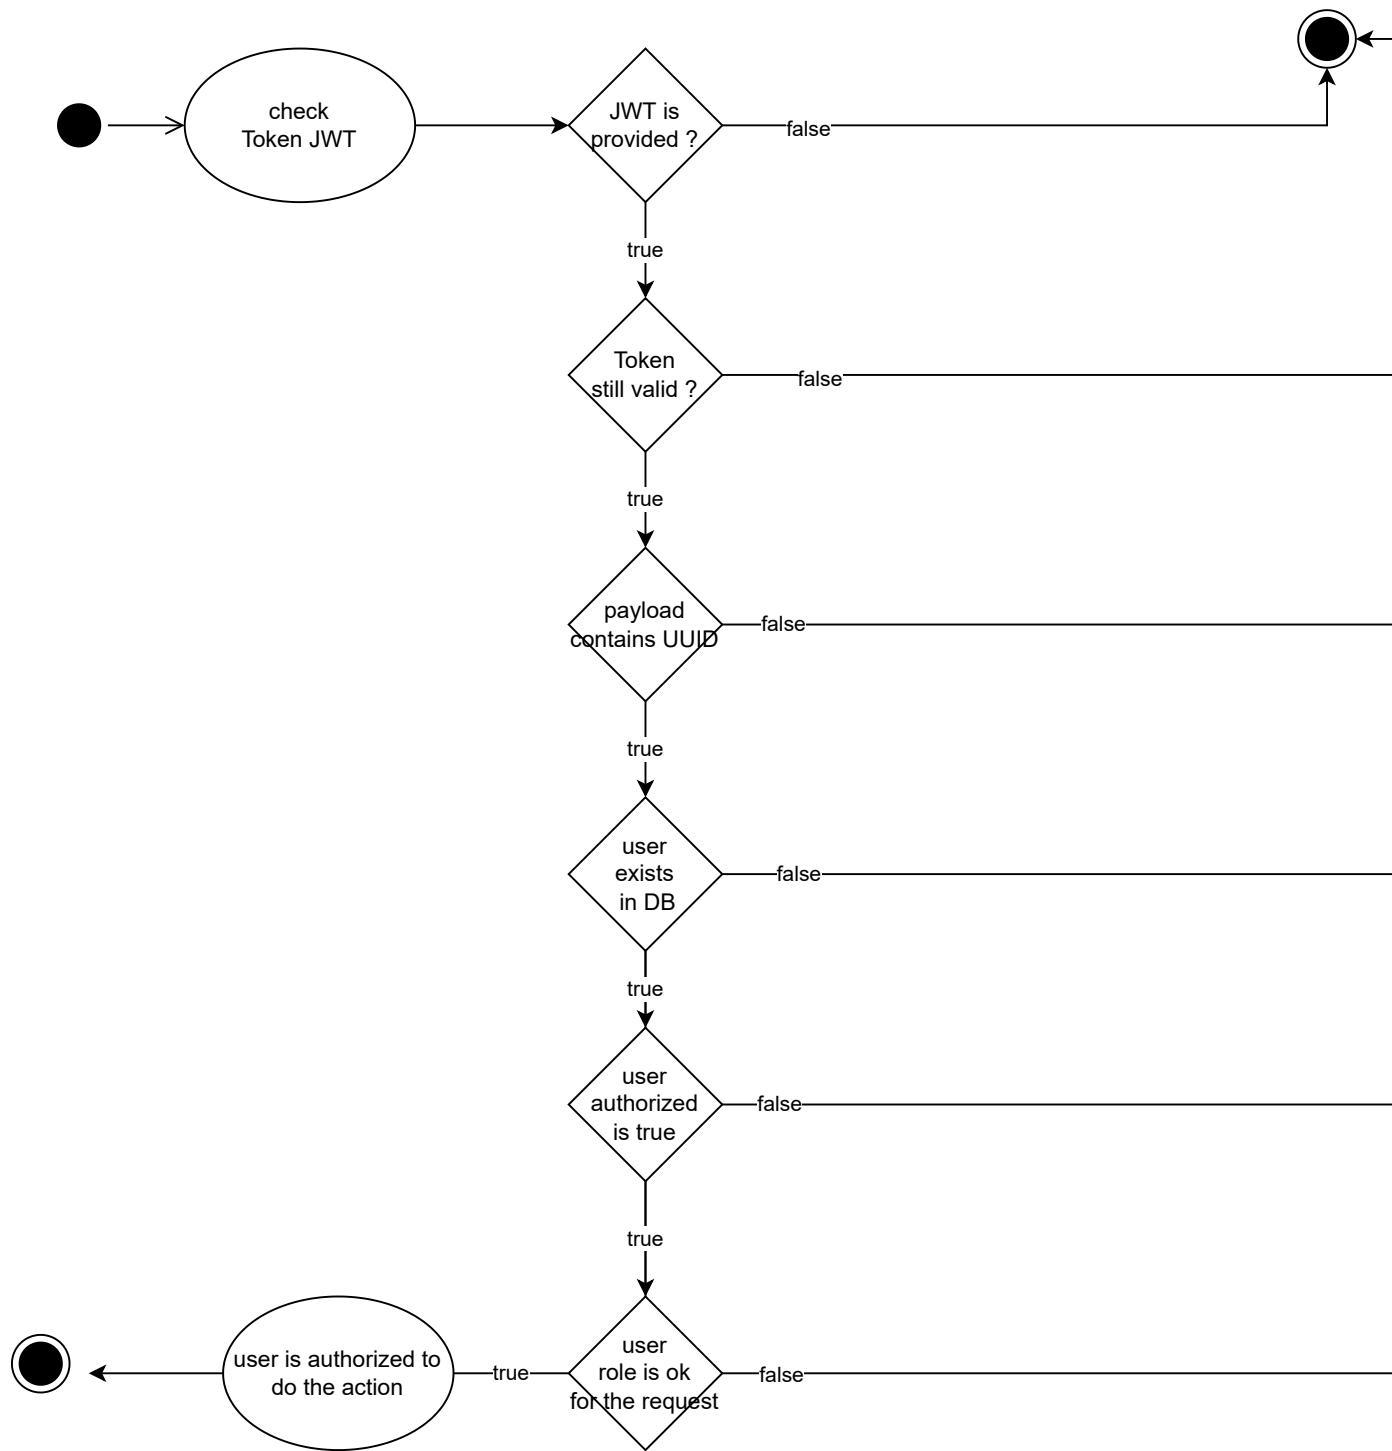 check
Token JWT
JWT is
provided ?
false
true
Token
still valid ?
false
true
payload
contains UUID
false
true
user
exists
in DB
false
true
user
authorized
is true
false
true
user
role is ok
for the request
false
true
user is authorized to
do the action